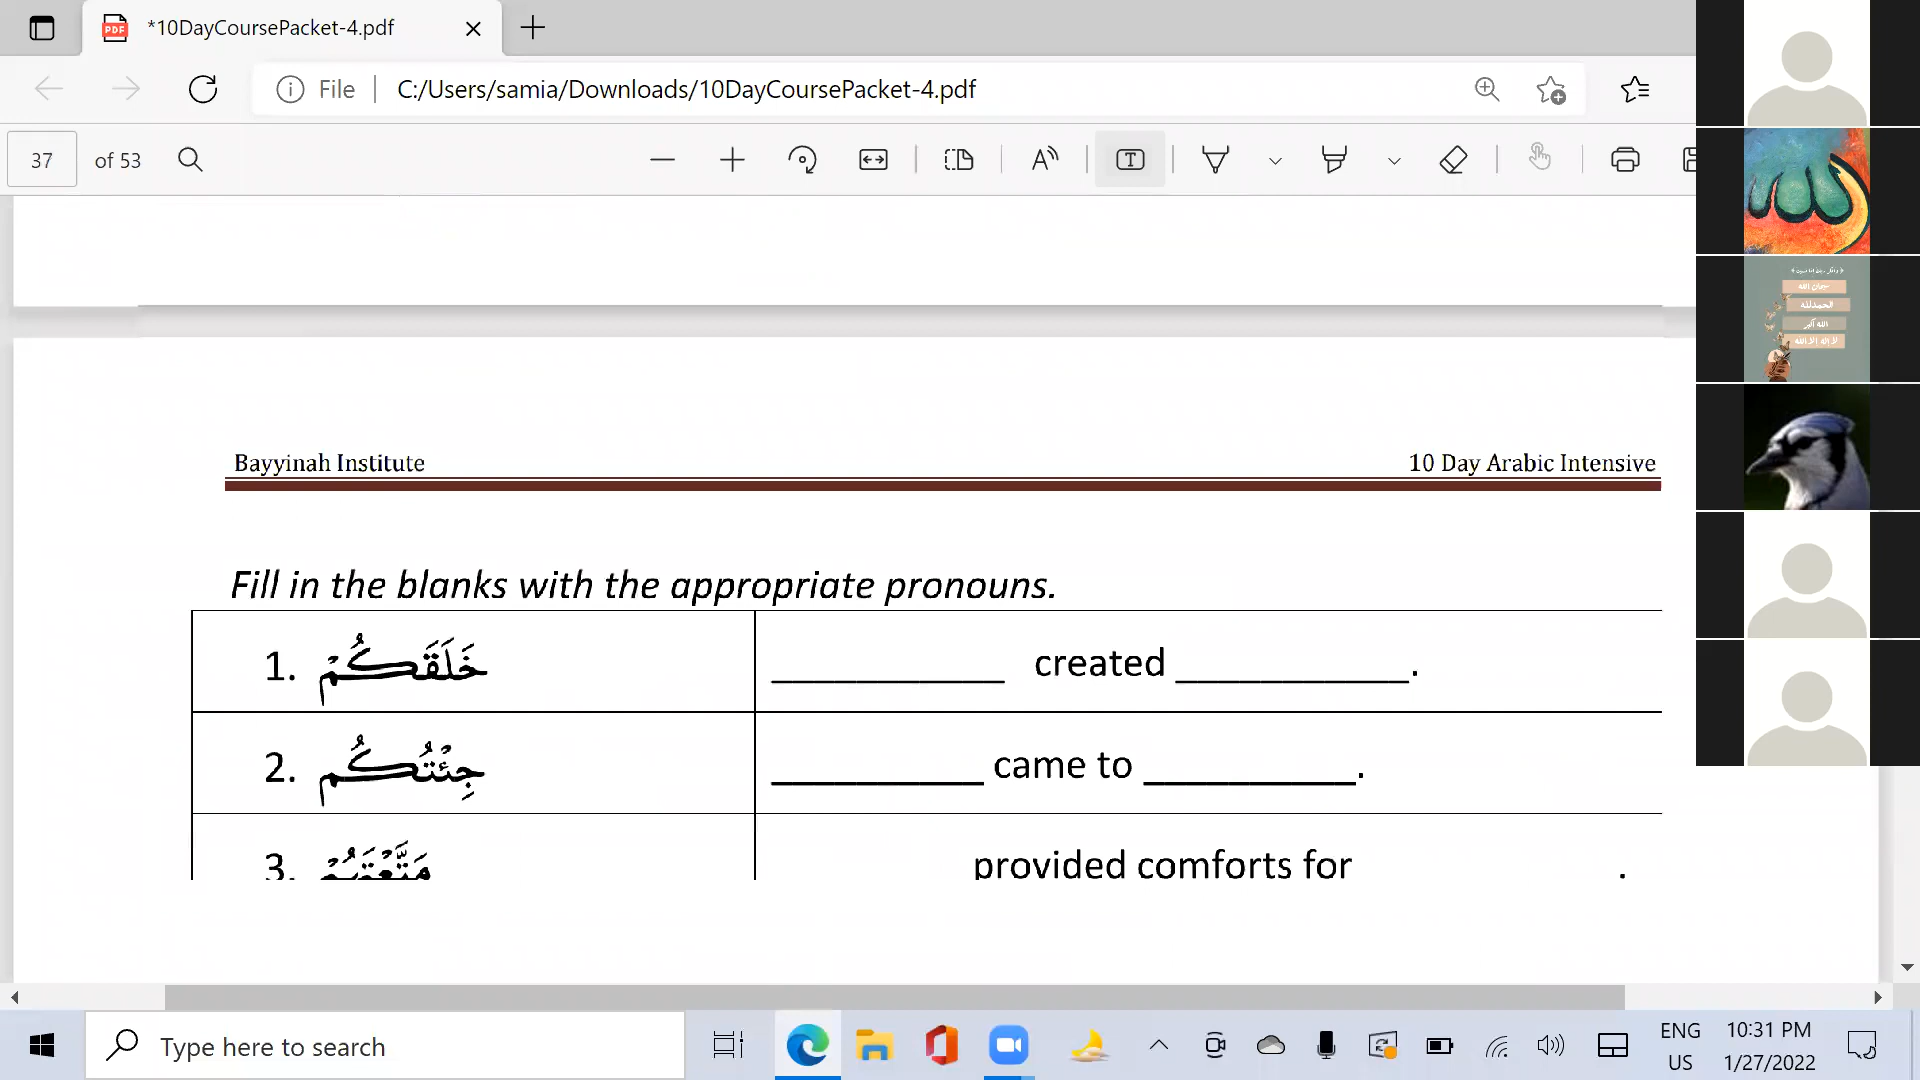 *10DayCoursePacket-4.pdf
File
C:/Users/samia/Downloads/10DayCoursePacket-4.pdf
37 of 53
Bayyinah Institute
10 Day Arabic Intensive
Fill in the blanks with the appropriate pronouns.
1. خَلَقَكُمْ
___________ created ___________.
2. جِئْتُكُم
__________ came to __________.
3.
provided comforts for .
Type here to search
ENG
US
10:31 PM
1/27/2022